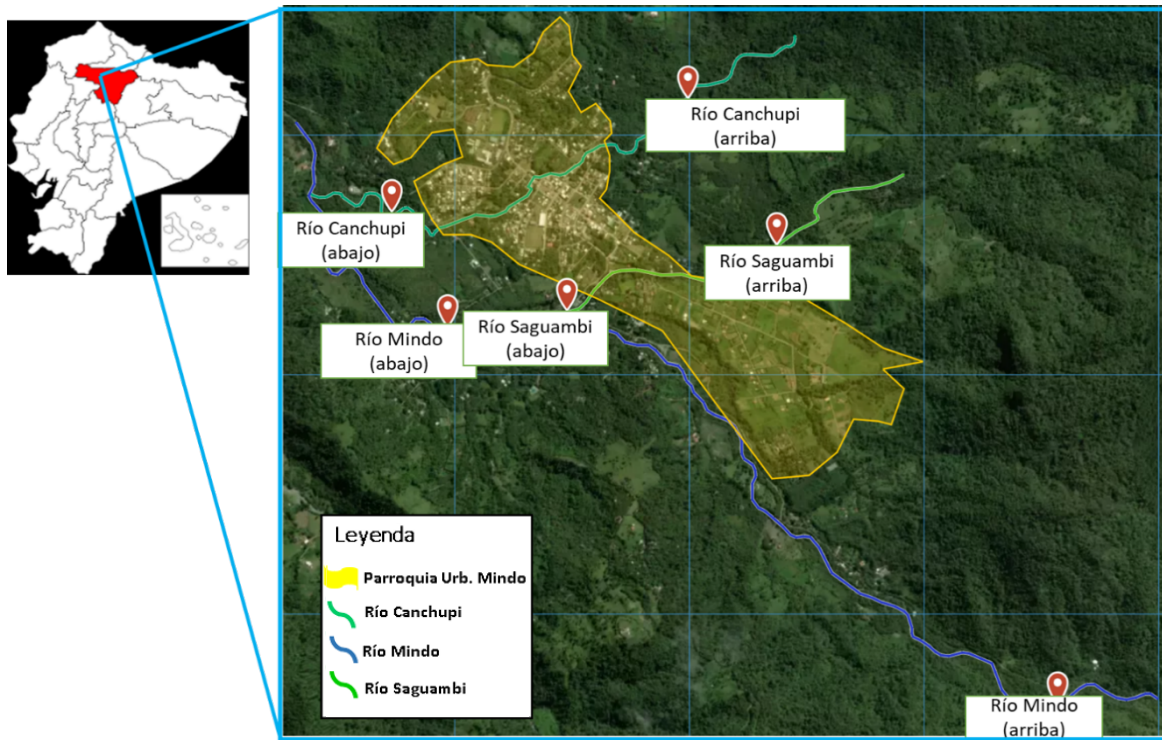 Río Canchupi
(arriba)
Río Canchupi
(abajo)
Río Saguambi
(arriba)
Río Mindo
(abajo)
Río Saguambi
(abajo)
Leyenda
Parroquia Urb. Mindo
Río Canchupi
Río Mindo
Río Saguambi
Río Mindo
(arriba)